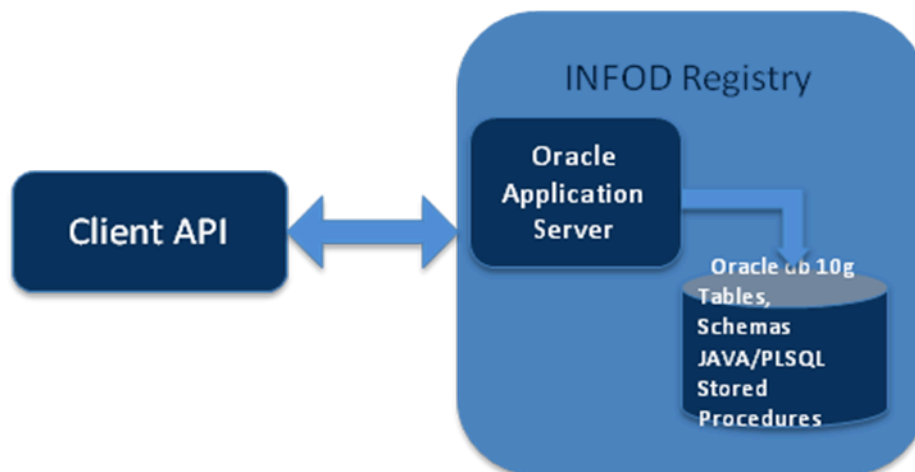 INFOD Registry
Oracle
Application
Server
Client API
Oracle db 10g
Tables,
Schemas
JAVA/PLSQL
Stored
Procedures